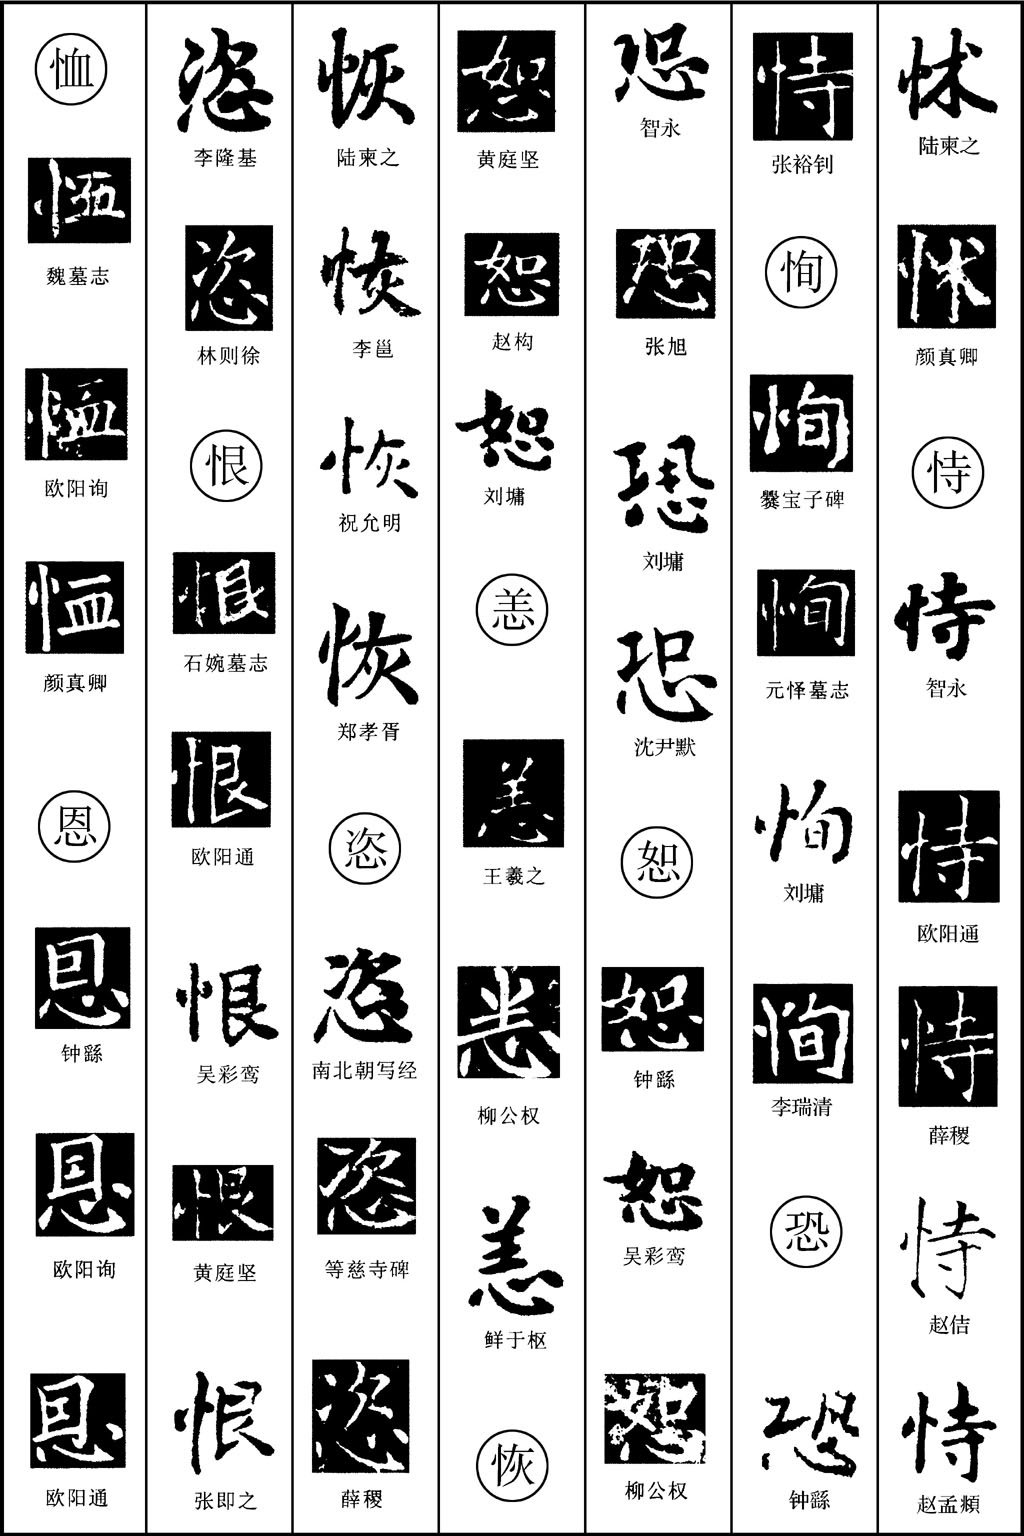 怵
陆柬之
怵
颜真卿
恃
恃
智永
恃
欧阳通
恃
薛稷
恃
赵佶
恃
赵孟頫
恃
张裕钊
恂
恂
爨宝子碑
恂
元怿墓志
恂
刘墉
恂
李瑞清
恐
恐
钟繇
恐
智永
恐
张旭
恐
刘墉
恐
沈尹默
恕
恕
钟繇
恕
吴彩鸾
恕
柳公权
恕
黄庭坚
恕
赵构
恕
刘墉
恙
恙
王羲之
恙
柳公权
恙
鲜于枢
恢
恢
陆柬之
恢
李邕
恢
祝允明
恢
郑孝胥
恣
恣
南北朝写经
恣
等慈寺碑
恣
薛稷
恣
李隆基
恣
林则徐
恨
恨
石婉墓志
恨
欧阳通
恨
吴彩鸾
恨
黄庭坚
恨
张即之
恤
恤
魏墓志
恤
欧阳询
恤
颜真卿
恩
恩
钟繇
恩
欧阳询
恩
欧阳通